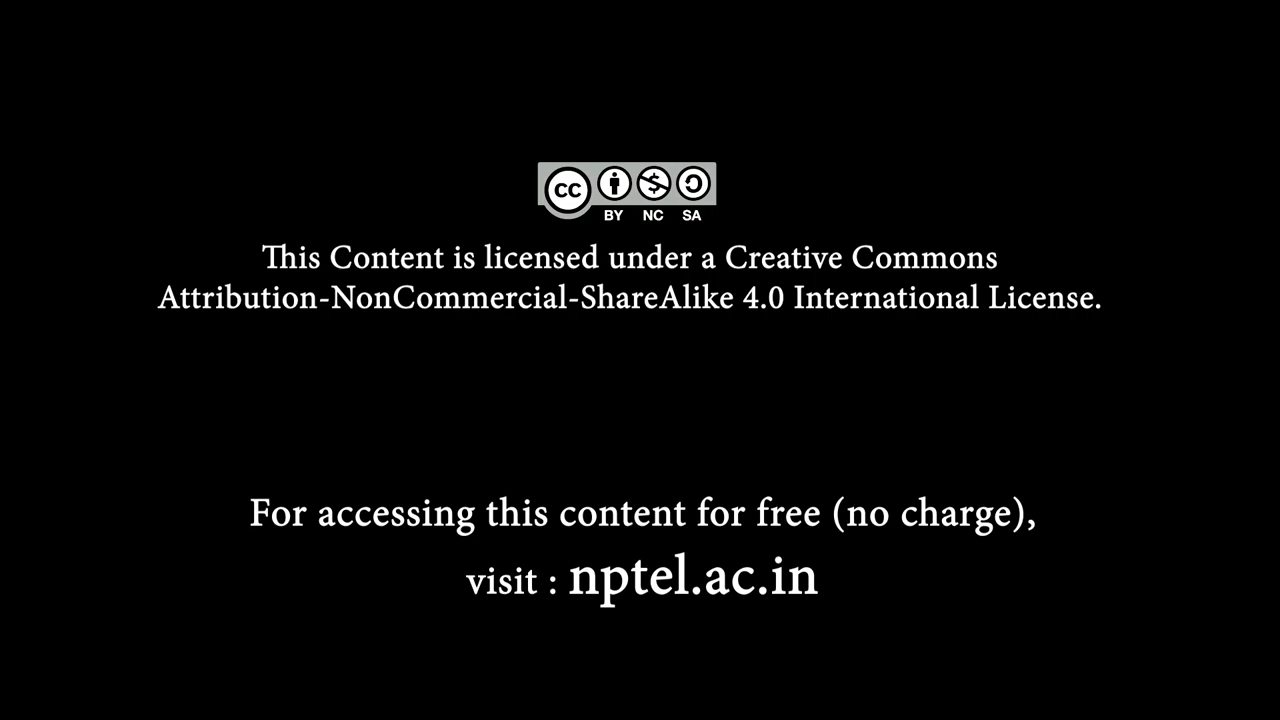 cc
BY NC SA
This Content is licensed under a Creative Commons
Attribution-NonCommercial-ShareAlike 4.0 International License.
For accessing this content for free (no charge),
visit : nptel.ac.in